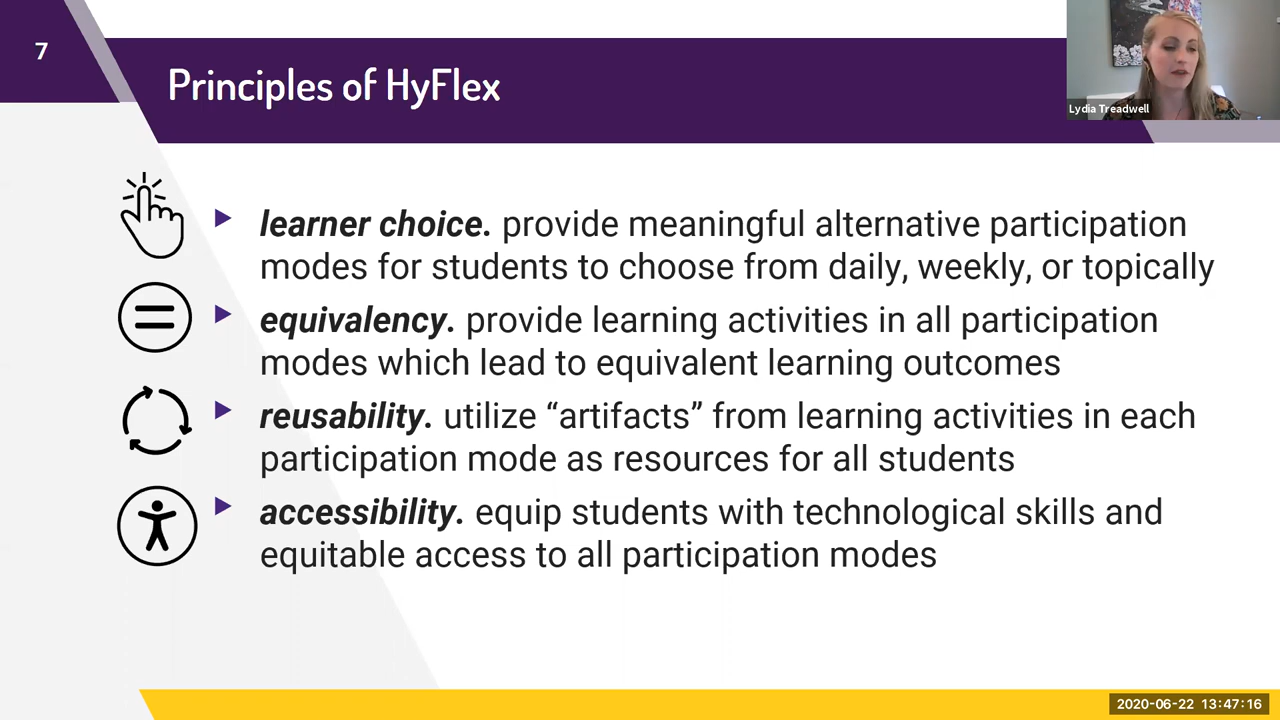 7
Principles of HyFlex
Lydia Treadwell
learner choice. provide meaningful alternative participation
modes for students to choose from daily, weekly, or topically
equivalency. provide learning activities in all participation
modes which lead to equivalent learning outcomes
reusability. utilize “artifacts” from learning activities in each
participation mode as resources for all students
accessibility. equip students with technological skills and
equitable access to all participation modes
2020-06-22 13:47:16